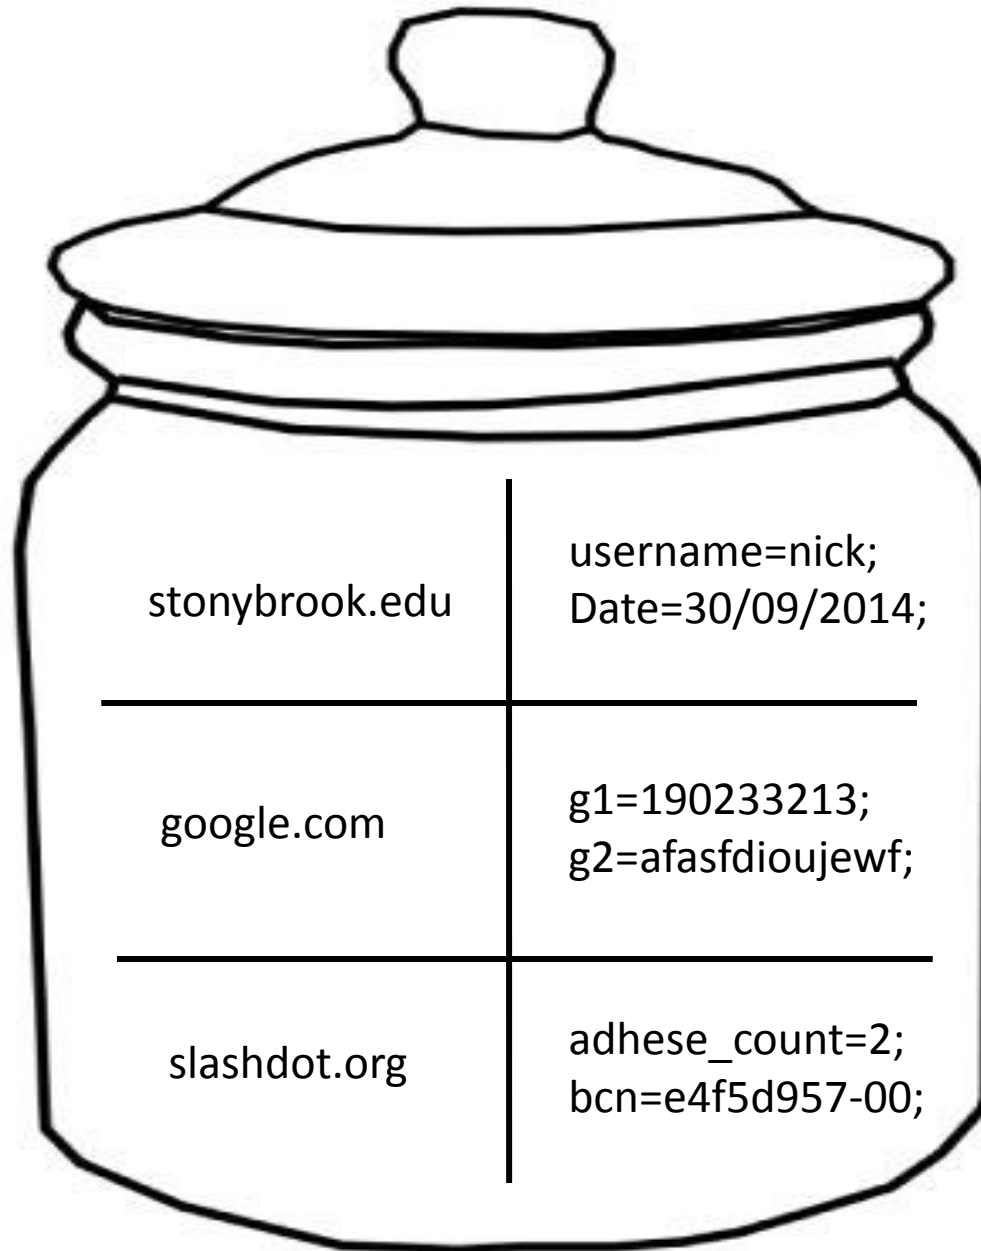 stonybrook.edu
username=nick;
Date=30/09/2014;
google.com
g1=190233213;
g2=afasfdioujewf;
slashdot.org
adhese_count=2;
bcn=e4f5d957-00;